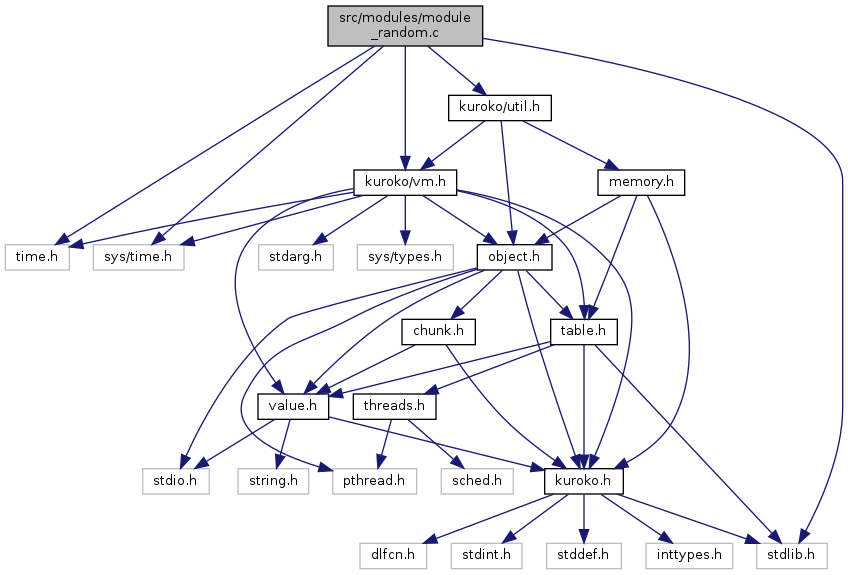 src/modules/module
_random.c
kuroko/util.h
kuroko/vm.h
memory.h
time.h
sys/time.h
stdarg.h
sys/types.h
object.h
chunk.h
table.h
value.h
threads.h
stdio.h
string.h
pthread.h
sched.h
kuroko.h
dlfcn.h
stdint.h
stddef.h
inttypes.h
stdlib.h